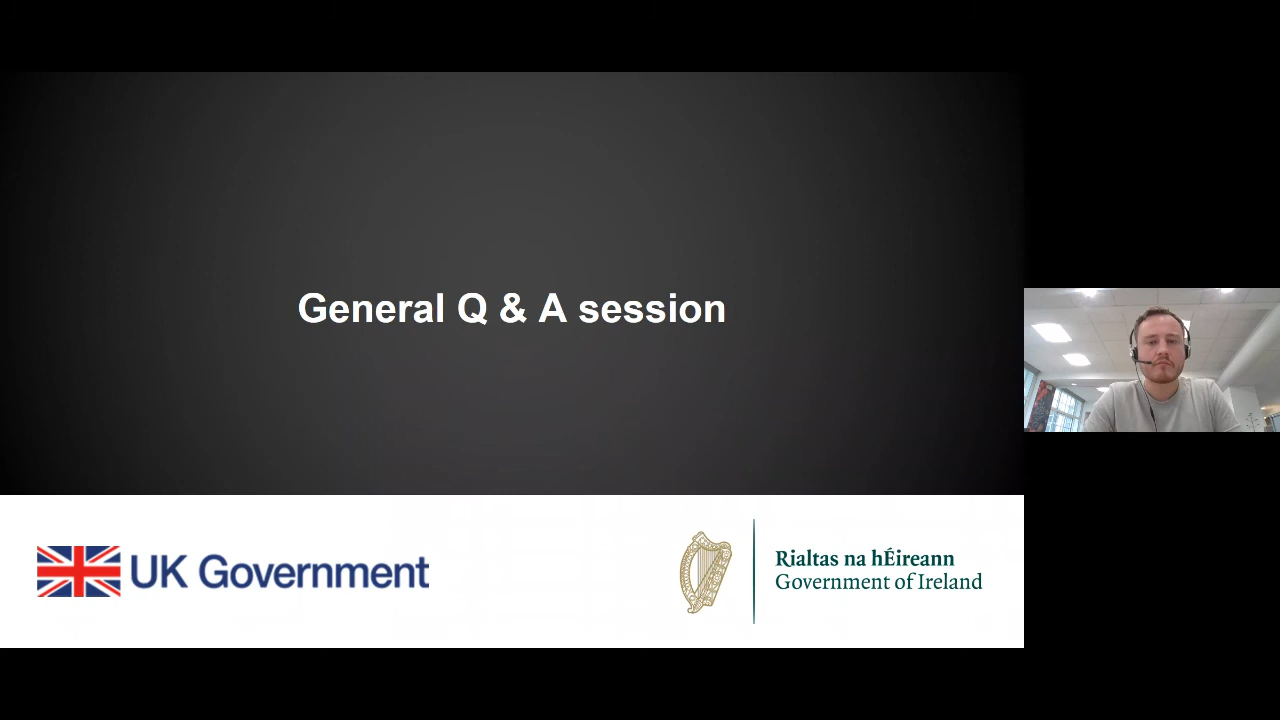 General Q & A session
UK Government
Rialtas na hÉireann
Government of Ireland